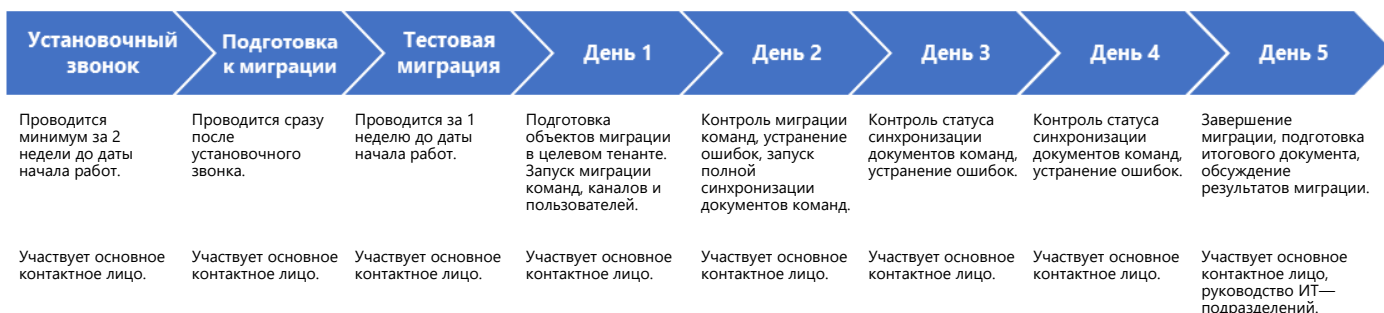 Установочный
звонок
Подготовка
к миграции
Тестовая
миграция
День 1
День 2
День 3
День 4
День 5
Проводится
минимум за 2
недели до даты
начала работ.
Проводится сразу
после
установочного
звонка.
Проводится за 1
неделю до даты
начала работ.
Подготовка
объектов миграции
в целевом тенанте.
Запуск миграции
команд, каналов и
пользователей.
Контроль миграции
команд, устранение
ошибок, запуск
полной
синхронизации
документов команд.
Контроль статуса
синхронизации
документов команд,
устранение ошибок.
Контроль статуса
синхронизации
документов команд,
устранение ошибок.
Завершение
миграции, подготовка
итогового документа,
обсуждение
результатов миграции.
Участвует основное
контактное лицо.
Участвует основное
контактное лицо.
Участвует основное
контактное лицо.
Участвует основное
контактное лицо.
Участвует основное
контактное лицо.
Участвует основное
контактное лицо.
Участвует основное
контактное лицо.
Участвует основное
контактное лицо,
руководство ИТ—
подразделений.